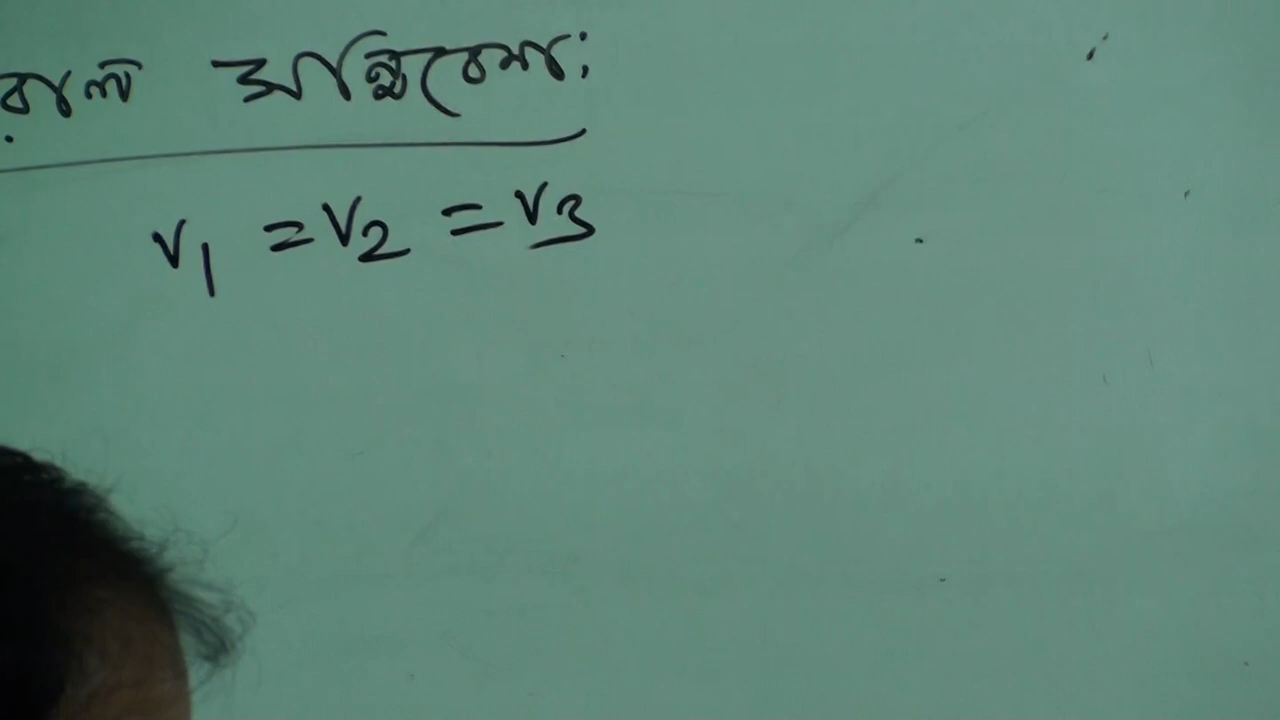 সন্নিবেশ:
V₁ = V₂ = V₃